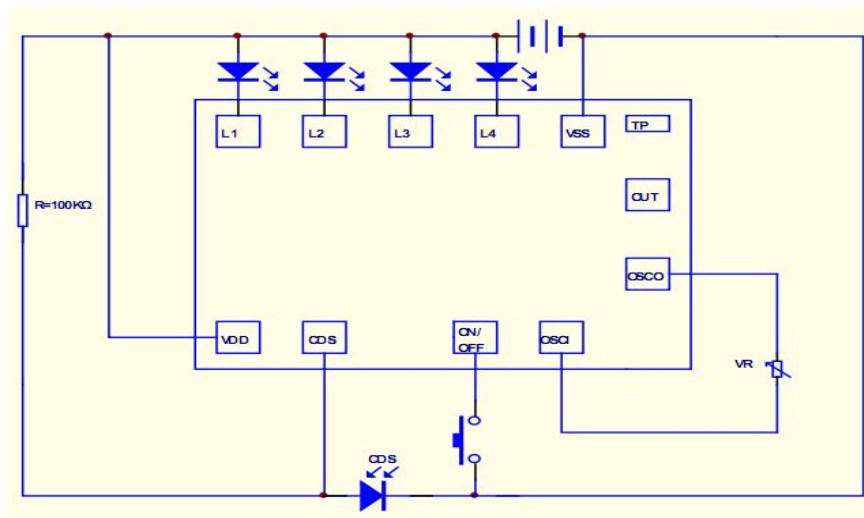 L1 L2 L3 L4 VSS TP
R=100KΩ
OUT
OSCO
VDD CDS ON/
OFF OSCI
VR
CDS